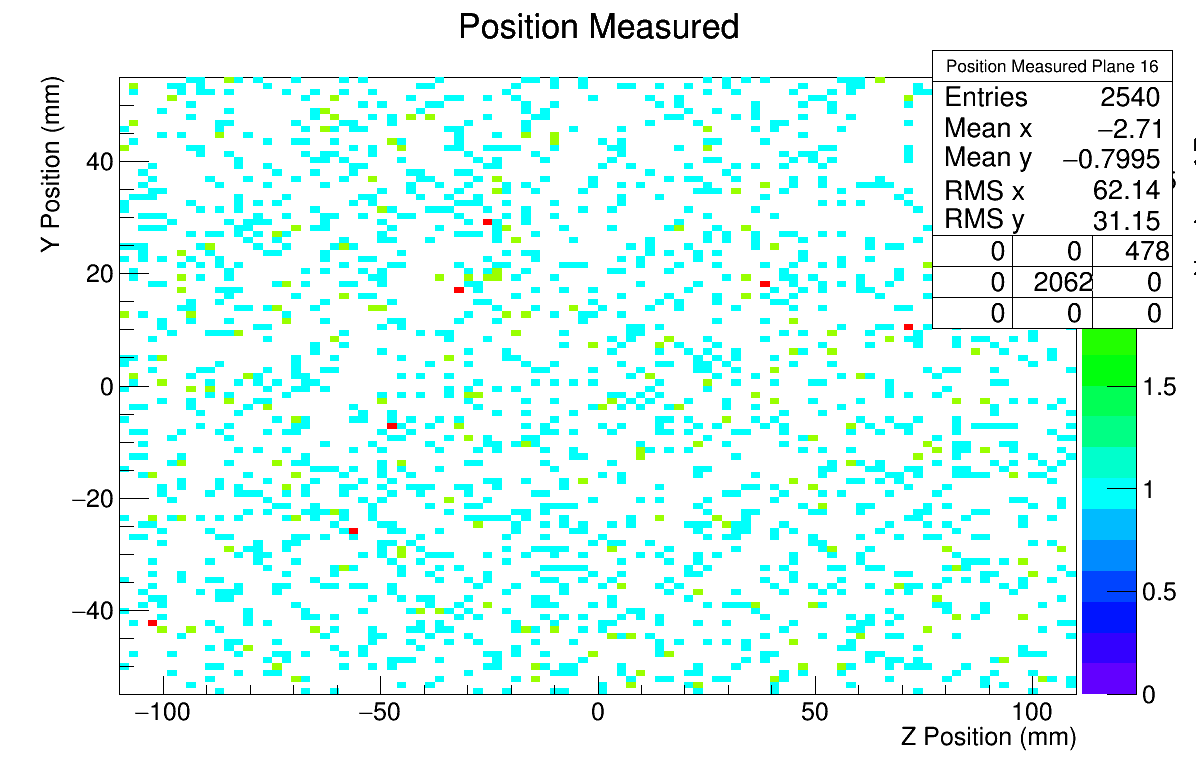 Position Measured
Y Position (mm)
Position Measured Plane 16
Entries 2540
Mean x −2.71
Mean y −0.7995
RMS x 62.14
RMS y 31.15
0 0 478
0 2062 0
0 0 0
40
20
0
−20
−40
1.5
1
0.5
0
−100 −50 0 50 100
Z Position (mm)